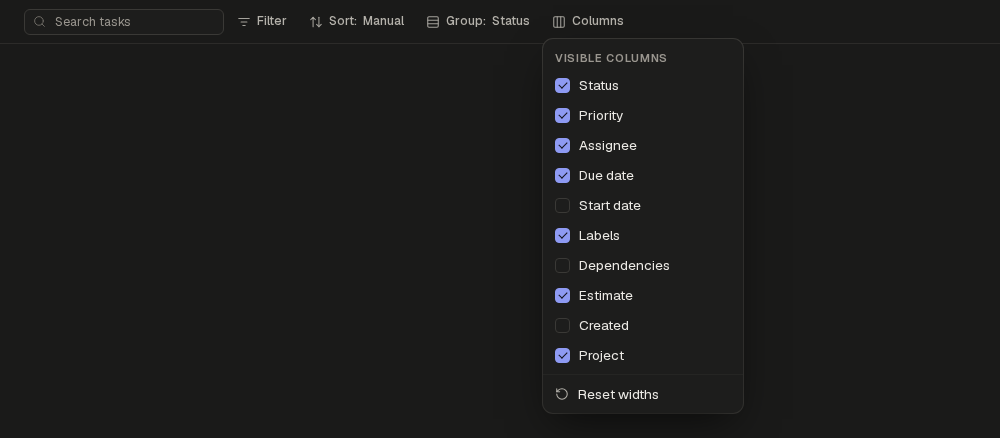 Search tasks
Filter
Sort: Manual
Group: Status
Columns
VISIBLE COLUMNS
Status
Priority
Assignee
Due date
Start date
Labels
Dependencies
Estimate
Created
Project
Reset widths